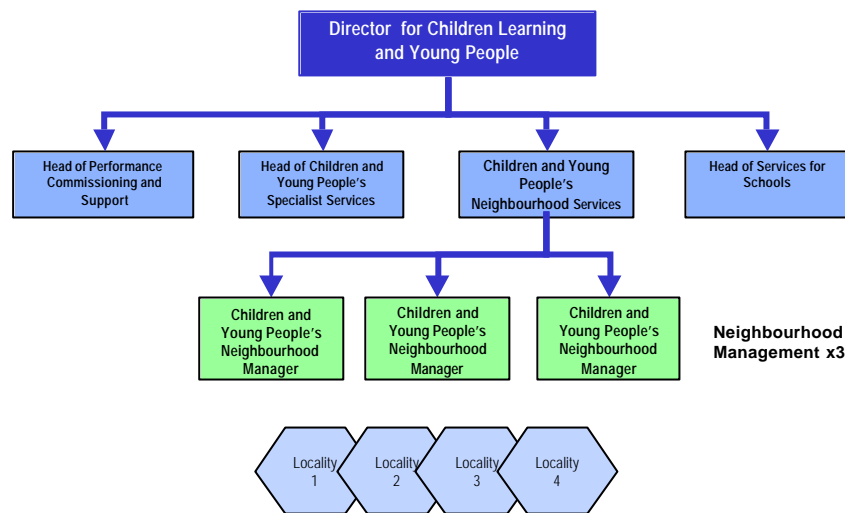 Director for Children Learning
and Young People
Head of Performance
Commissioning and
Support
Head of Children and
Young People's
Specialist Services
Children and Young
People's
Neighbourhood Services
Head of Services for
Schools
Children and
Young People's
Neighbourhood
Manager
Children and
Young People's
Neighbourhood
Manager
Children and
Young People's
Neighbourhood
Manager
Neighbourhood
Management x3
Locality
1
Locality
2
Locality
3
Locality
4